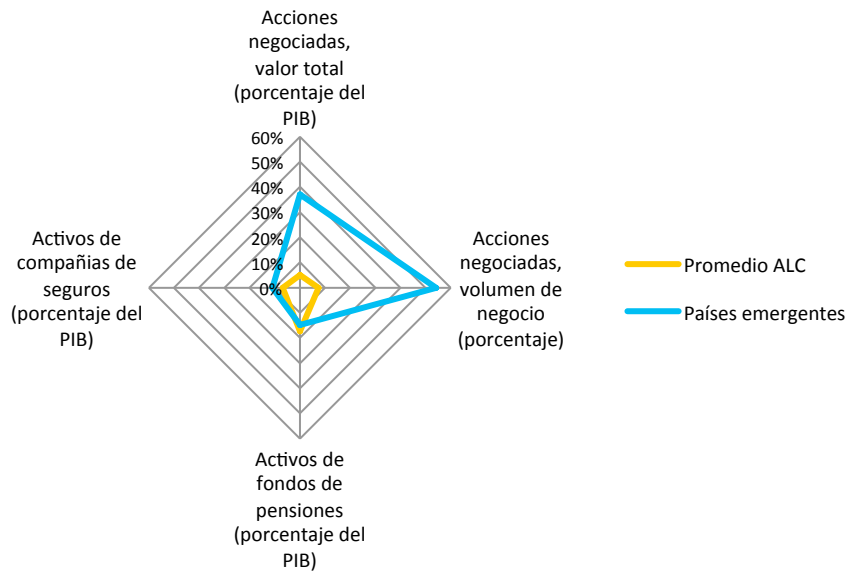 Acciones
negociadas,
valor total
(porcentaje del
PIB)
60%
50%
40%
30%
20%
10%
0%
Activos de
compañias de
seguros
(porcentaje del
PIB)
Acciones
negociadas,
volumen de
negocio
(porcentaje)
Promedio ALC
Países emergentes
Activos de
fondos de
pensiones
(porcentaje del
PIB)